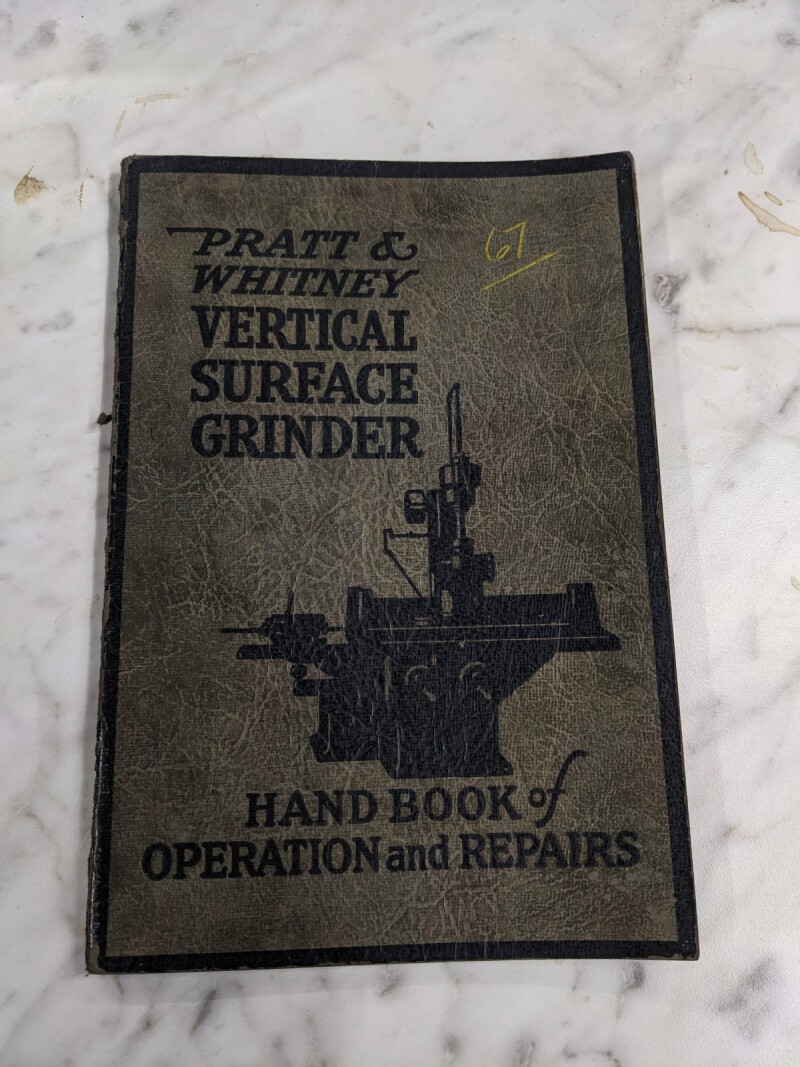 PRATT &
WHITNEY
VERTICAL
SURFACE
GRINDER
67
HAND BOOK of
OPERATION and REPAIRS